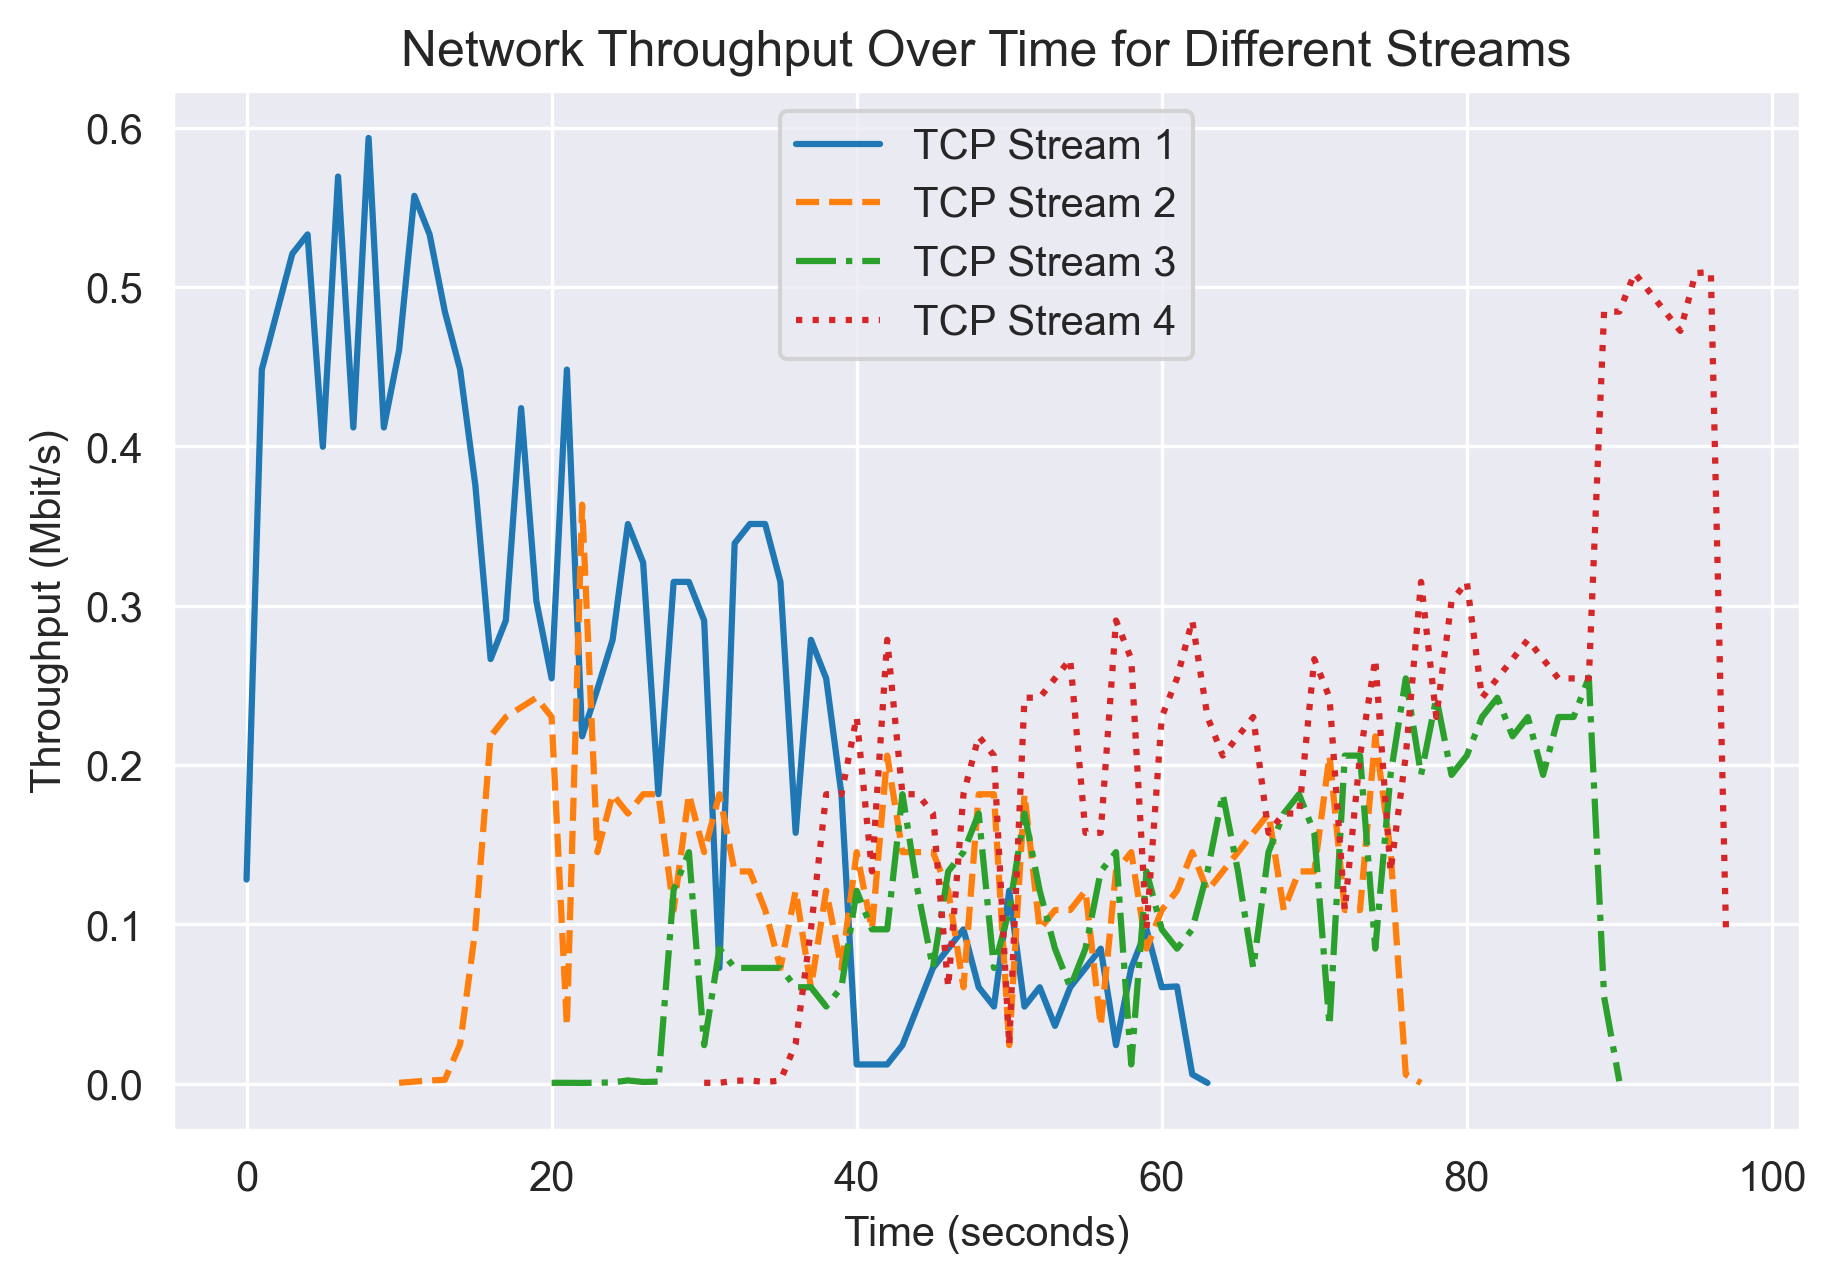 Network Throughput Over Time for Different Streams
TCP Stream 1
TCP Stream 2
TCP Stream 3
TCP Stream 4
Throughput (Mbit/s)
0.6
0.5
0.4
0.3
0.2
0.1
0.0
0 20 40 60 80 100
Time (seconds)